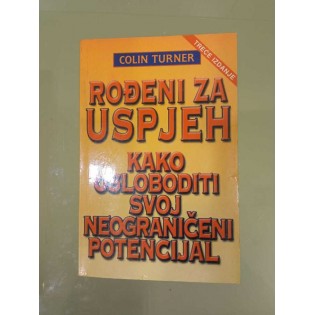 COLIN TURNER
TREĆE IZDANJE
ROĐENI ZA
USPJEH
KAKO
OSLOBODITI
SVOJ
NEOGRANIČENI
POTENCIJAL